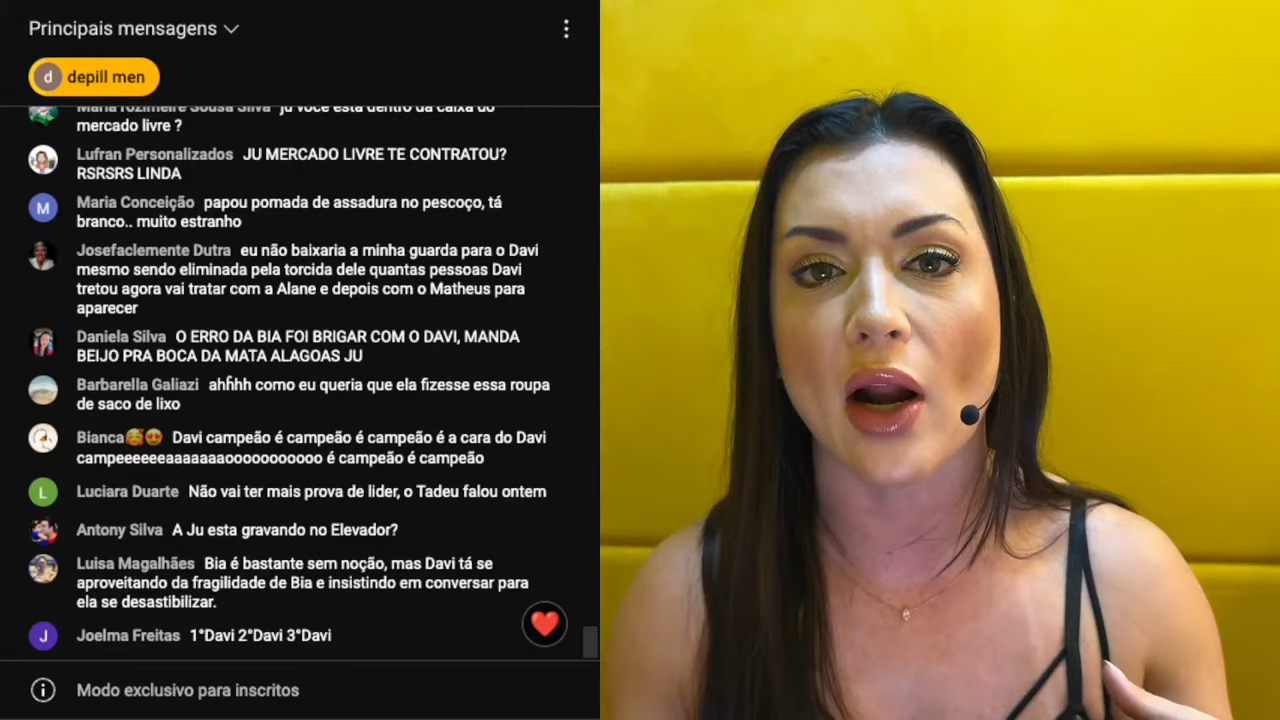 Principais mensagens
d depill men
Maria rozimeire Sousa Silva ju você está dentro da caixa do
mercado livre ?
Lufran Personalizados JU MERCADO LIVRE TE CONTRATOU?
RSRSRS LINDA
M Maria Conceição papou pomada de assadura no pescoço, tá
branco.. muito estranho
Josefaclemente Dutra eu não baixaria a minha guarda para o Davi
mesmo sendo eliminada pela torcida dele quantas pessoas Davi
tretou agora vai tratar com a Alane e depois com o Matheus para
aparecer
Daniela Silva O ERRO DA BIA FOI BRIGAR COM O DAVI, MANDA
BEIJO PRA BOCA DA MATA ALAGOAS JU
Barbarella Galiazi ahɦhh como eu queria que ela fizesse essa roupa
de saco de lixo
Bianca🥰😍 Davi campeão é campeão é campeão é a cara do Davi
campeeeeeeaaaaaaaooooooooooo é campeão é campeão
L Luciara Duarte Não vai ter mais prova de lider, o Tadeu falou ontem
Antony Silva A Ju esta gravando no Elevador?
Luisa Magalhães Bia é bastante sem noção, mas Davi tá se
aproveitando da fragilidade de Bia e insistindo em conversar para
ela se desastibilizar.
J Joelma Freitas 1°Davi 2°Davi 3°Davi
Modo exclusivo para inscritos